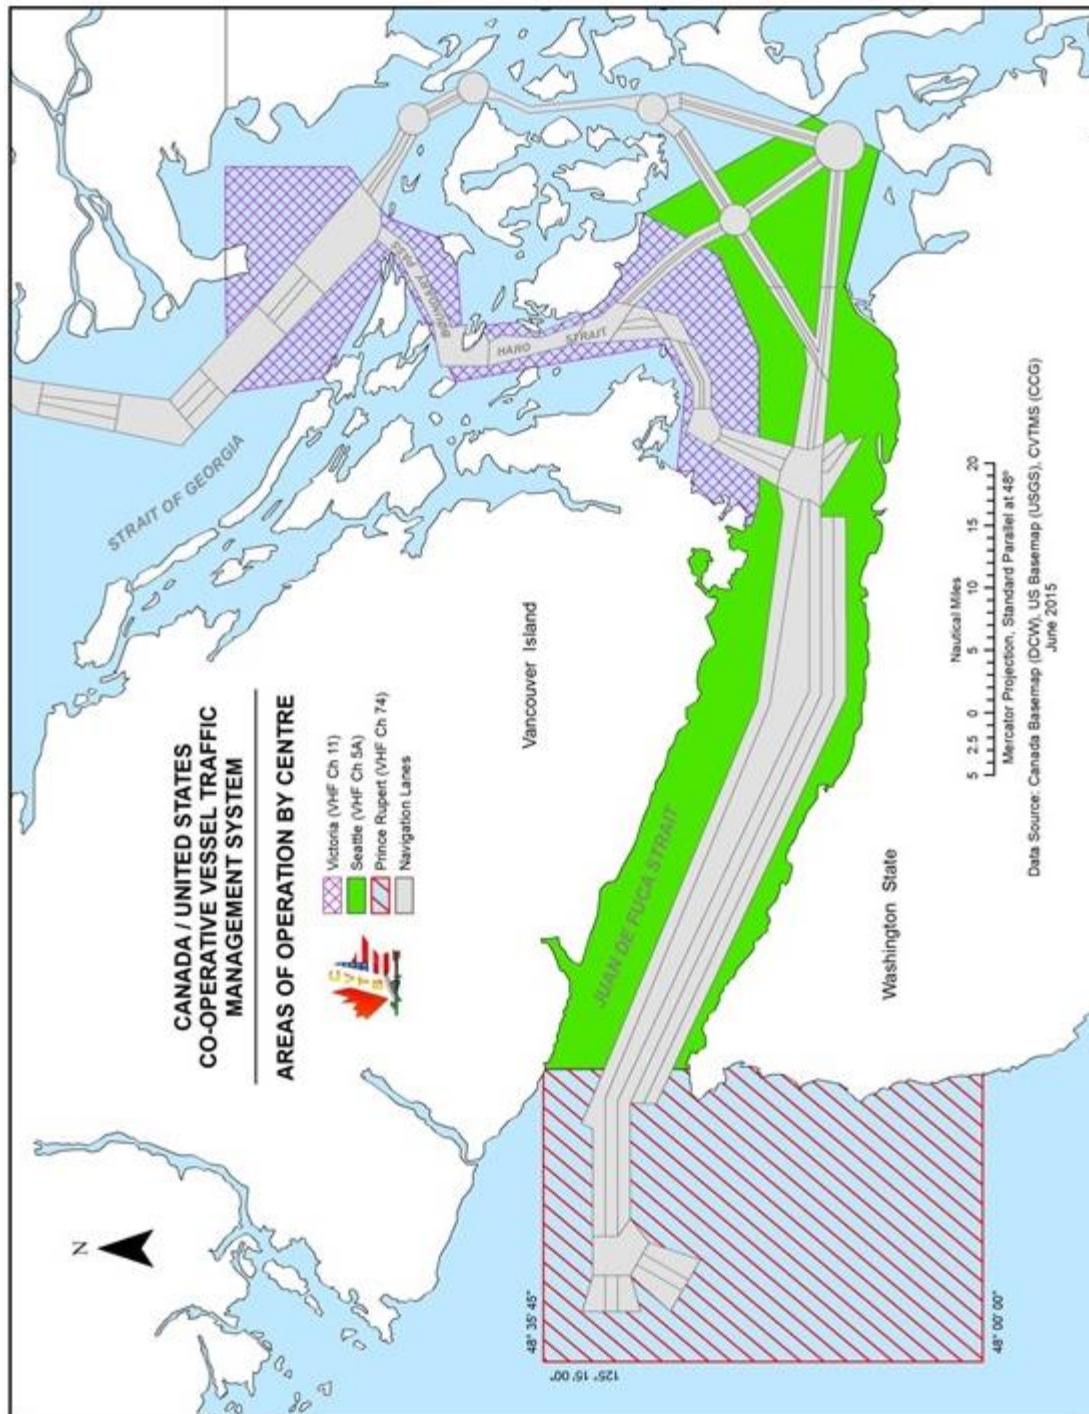 CANADA / UNITED STATES
CO-OPERATIVE VESSEL TRAFFIC
MANAGEMENT SYSTEM
AREAS OF OPERATION BY CENTRE
CVTS
Victoria (VHF Ch 11)
Seattle (VHF Ch 5A)
Prince Rupert (VHF Ch 74)
Navigation Lanes
N
STRAIT OF GEORGIA
BOUNDARY PASS
HARO STRAIT
Vancouver Island
JUAN DE FUCA STRAIT
Washington State
48° 35' 45"
125° 15' 00"
48° 00' 00"
Nautical Miles
5 2.5 0 5 10 15 20
Mercator Projection, Standard Parallel at 48°
Data Source: Canada Basemap (DCW), US Basemap (USGS), CVTMS (CCG)
June 2015